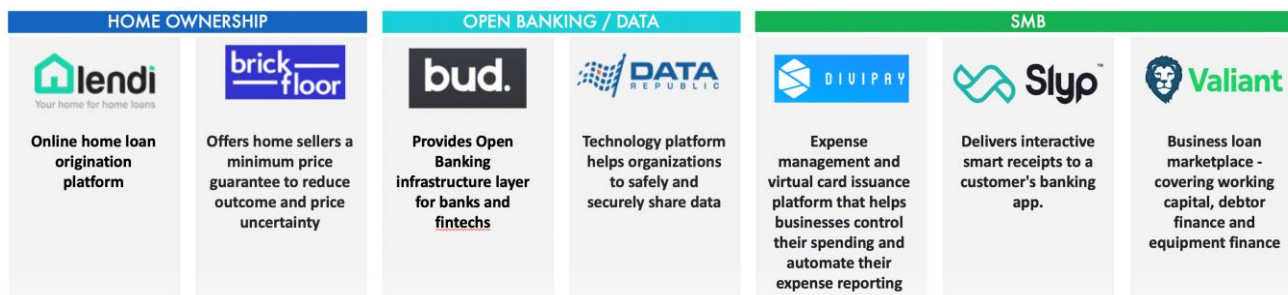 HOME OWNERSHIP
lendi
Your home for home loans
Online home loan
origination
platform
brick
floor
Offers home sellers a
minimum price
guarantee to reduce
outcome and price
uncertainty
OPEN BANKING / DATA
bud.
Provides Open
Banking
infrastructure layer
for banks and
fintechs
DATA
REPUBLIC
Technology platform
helps organizations
to safely and
securely share data
SMB
DIVIPAY
Expense
management and
virtual card issuance
platform that helps
businesses control
their spending and
automate their
expense reporting
Slyp™
Delivers interactive
smart receipts to a
customer's banking
app.
Valiant
Business loan
marketplace -
covering working
capital, debtor
finance and
equipment finance